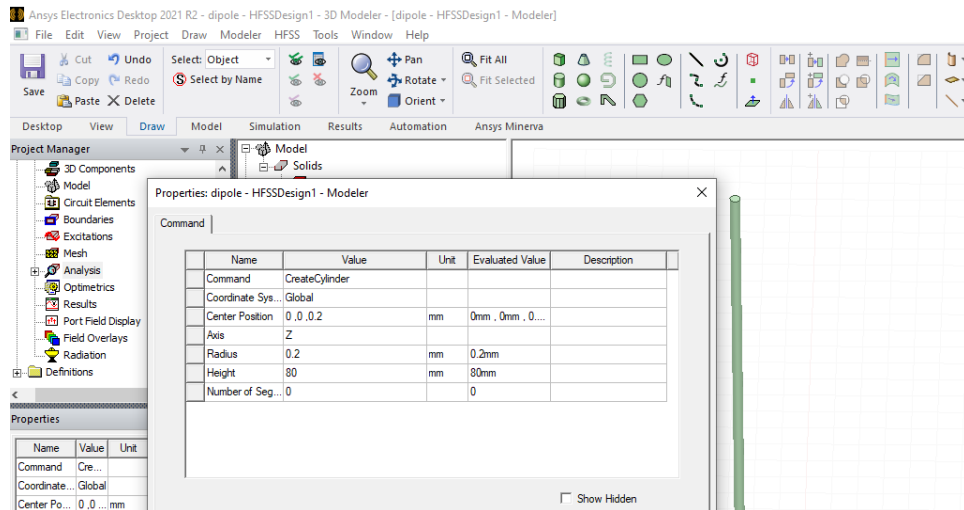 Ansys Electronics Desktop 2021 R2 - dipole - HFSSDesign1 - 3D Modeler - [dipole - HFSSDesign1 - Modeler]
File Edit View Project Draw Modeler HFSS Tools Window Help
Save
Cut Undo
Copy Redo
Paste Delete
Select: Object
Select by Name
Zoom
Pan
Rotate
Orient
Fit All
Fit Selected
Desktop View Draw Model Simulation Results Automation Ansys Minerva
Project Manager
3D Components
Model
Circuit Elements
Boundaries
Excitations
Mesh
Analysis
Optimetrics
Results
Port Field Display
Field Overlays
Radiation
Definitions
Model
Solids
Properties: dipole - HFSSDesign1 - Modeler
Command
Name Value Unit Evaluated Value Description
Command CreateCylinder
Coordinate Sys... Global
Center Position 0 ,0 ,0.2 mm 0mm , 0mm , 0....
Axis Z
Radius 0.2 mm 0.2mm
Height 80 mm 80mm
Number of Seg... 0 0
Show Hidden
Properties
Name Value Unit
Command Cre...
Coordinate... Global
Center Po... 0 ,0 ... mm